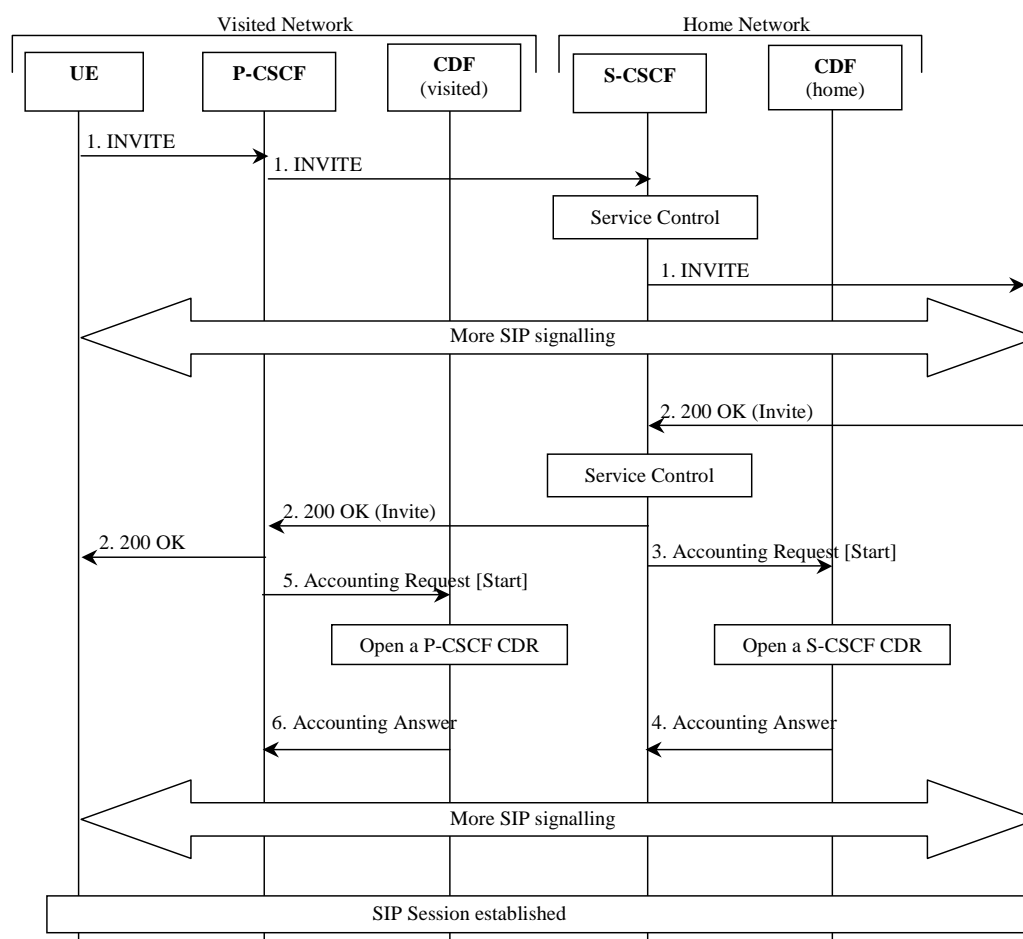 Visited Network
Home Network
UE
P-CSCF
CDF
(visited)
S-CSCF
CDF
(home)
1. INVITE
1. INVITE
Service Control
1. INVITE
More SIP signalling
2. 200 OK (Invite)
Service Control
2. 200 OK (Invite)
2. 200 OK
3. Accounting Request [Start]
5. Accounting Request [Start]
Open a P-CSCF CDR
Open a S-CSCF CDR
6. Accounting Answer
4. Accounting Answer
More SIP signalling
SIP Session established